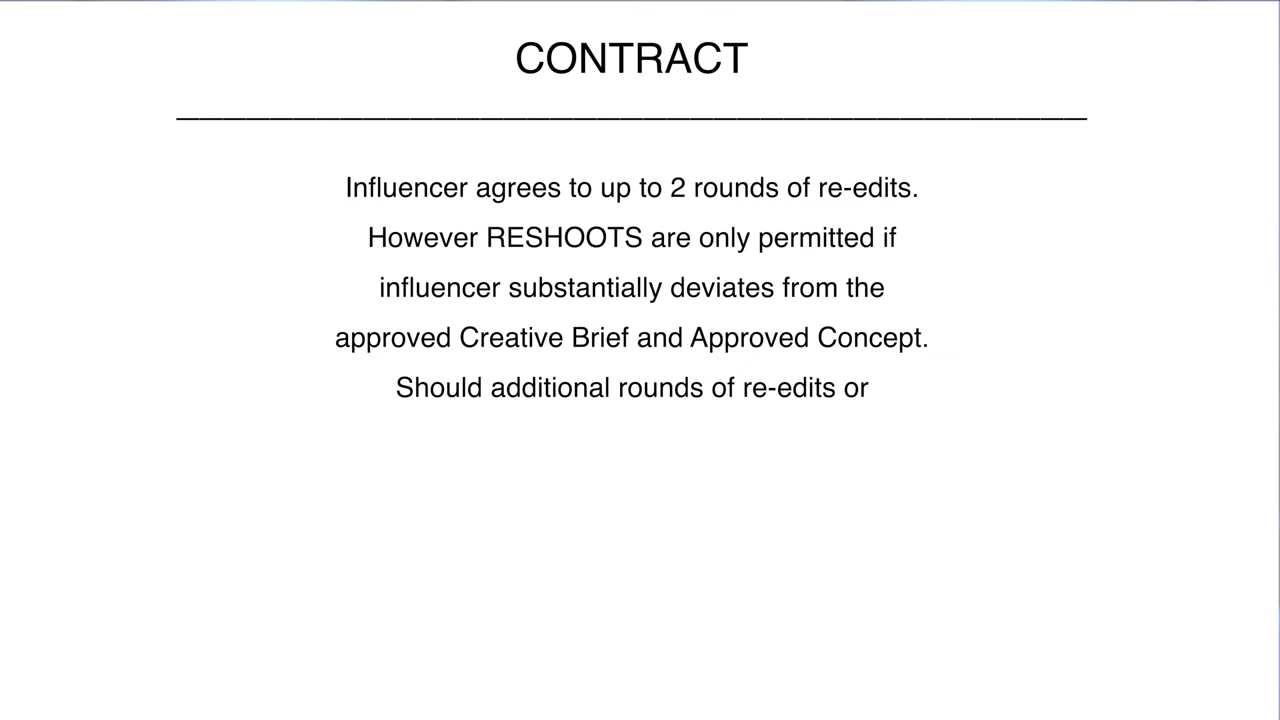 CONTRACT
Influencer agrees to up to 2 rounds of re-edits.
However RESHOOTS are only permitted if
influencer substantially deviates from the
approved Creative Brief and Approved Concept.
Should additional rounds of re-edits or